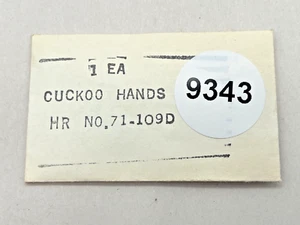 1 EA
CUCKOO HANDS
HR NO.71-109D
9343